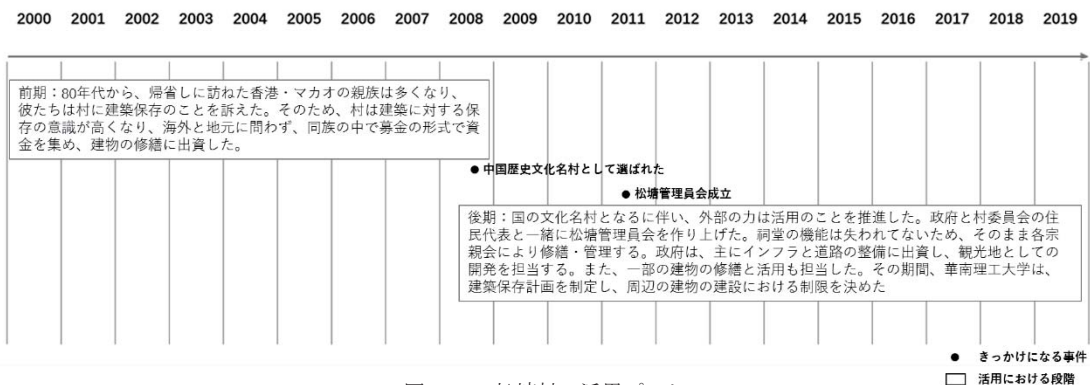 2000 2001 2002 2003 2004 2005 2006 2007 2008 2009 2010 2011 2012 2013 2014 2015 2016 2017 2018 2019
前期：80年代から、帰省しに訪ねた香港・マカオの親族は多くなり、
彼たちは村に建築保存のことを訴えた。そのため、村は建築に対する保
存の意識が高くなり、海外と地元に問わず、同族の中で募金の形式で資
金を集め、建物の修繕に出資した。
● 中国歴史文化名村として選ばれた
● 松塘管理員会成立
後期：国の文化名村となるに伴い、外部の力は活用のことを推進した。政府と村委員会の住
民代表と一緒に松塘管理員会を作り上げた。祠堂の機能は失われてないため、そのまま各宗
親会により修繕・管理する。政府は、主にインフラと道路の整備に出資し、観光地としての
開発を担当する。また、一部の建物の修繕と活用も担当した。その期間、華南理工大学は、
建築保存計画を制定し、周辺の建物の建設における制限を決めた
● きっかけになる事件
活用における段階